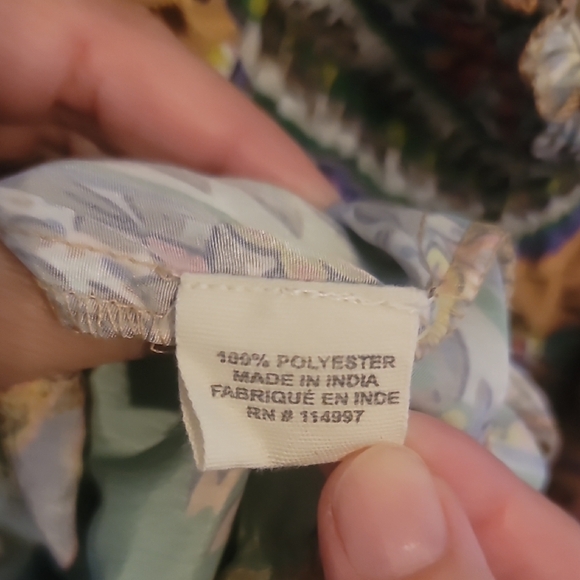 100% POLYESTER
MADE IN INDIA
FABRIQUÉ EN INDE
RN # 114997